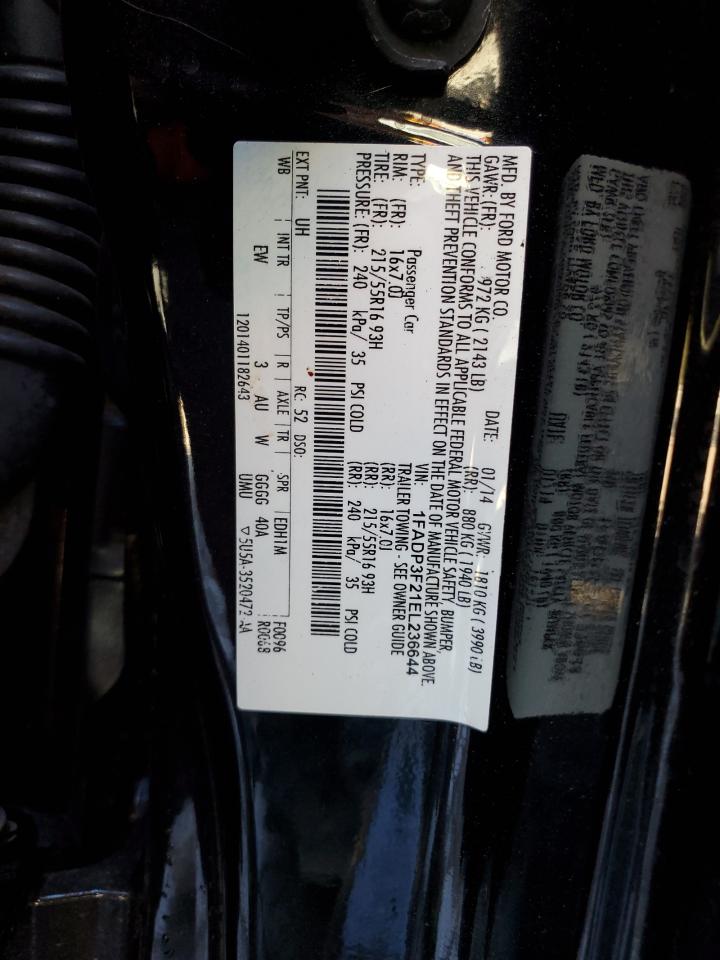 MFD. BY FORD MOTOR CO.
DATE: 01/14 GVWR: 1810 KG ( 3990 LB)
GAWR: (FR): 972 KG ( 2143 LB) (RR): 880 KG ( 1940 LB)
THIS VEHICLE CONFORMS TO ALL APPLICABLE FEDERAL MOTOR VEHICLE SAFETY, BUMPER,
AND THEFT PREVENTION STANDARDS IN EFFECT ON THE DATE OF MANUFACTURE SHOWN ABOVE.
VIN: 1FADP3F21EL236644
TYPE: Passenger Car TRAILER TOWING - SEE OWNER GUIDE
RIM: (FR): 16x7.0J (RR): 16x7.0J
TIRE: (FR): 215/55R16 93H (RR): 215/55R16 93H
PRESSURE: (FR): 240 kPa/ 35 PSI COLD (RR): 240 kPa/ 35 PSI COLD
EXT PNT: UH RC: 52 DSO: F0096
WB INT TR TP/PS R AXLE TR SPR EDH1M R0068
EW 3 AU W GGGG 40A
1201401182643 UMU ▽5U5A-3520472-AA